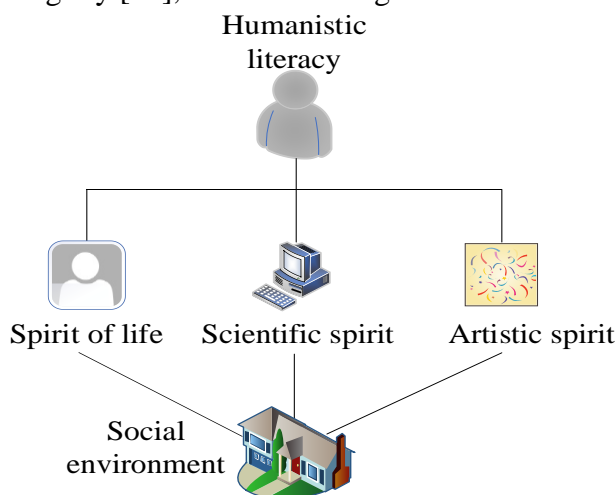 Humanistic
literacy
Spirit of life
Scientific spirit
Artistic spirit
Social
environment